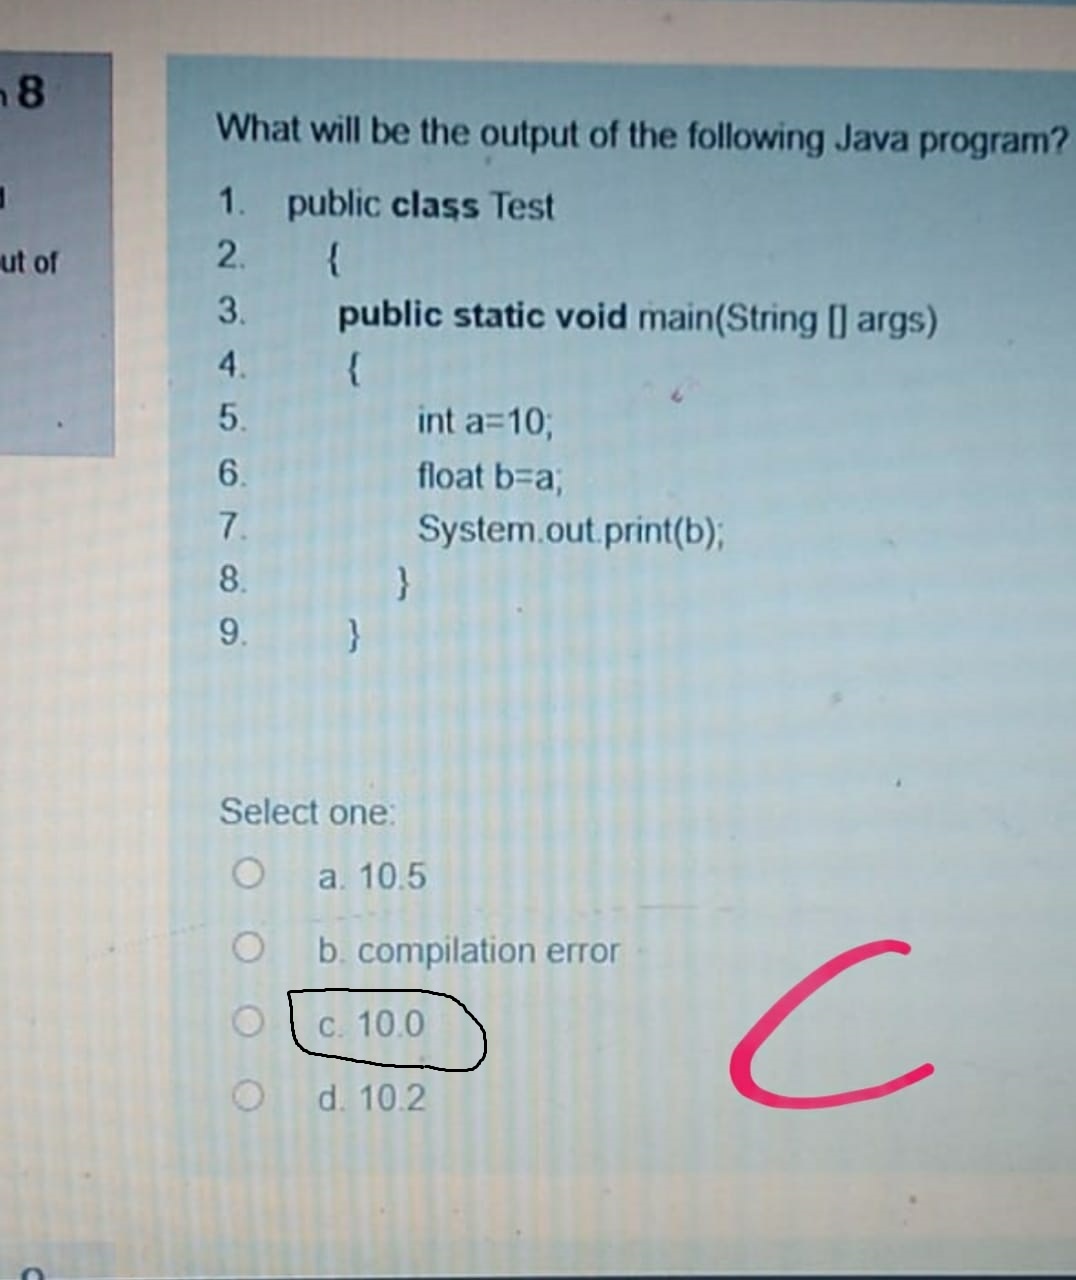 8
ut of
What will be the output of the following Java program?
1. public class Test
2. {
3. public static void main(String [] args)
4. {
5. int a=10;
6. float b=a;
7. System.out.print(b);
8. }
9. }
Select one:
a. 10.5
b. compilation error
c. 10.0
d. 10.2
C